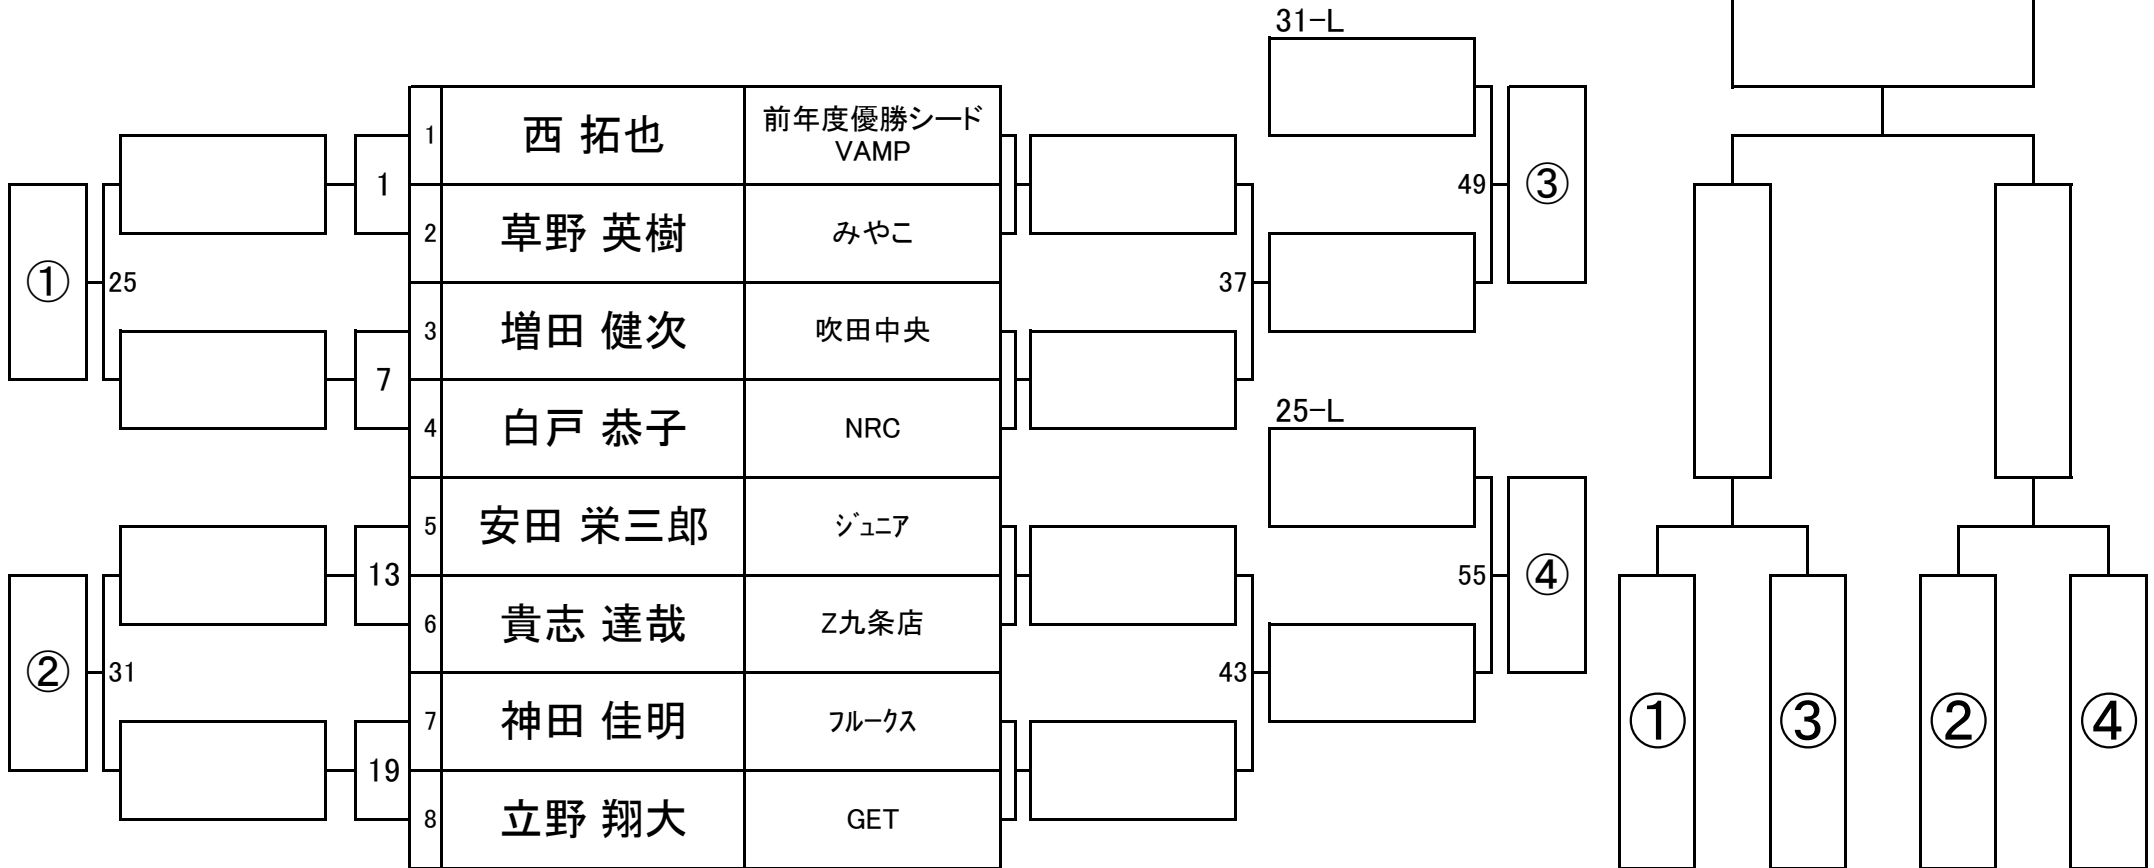 31-L
1 西 拓也 前年度優勝シード
VAMP
1
49 ③
2 草野 英樹 みやこ
① 25
37
3 増田 健次 吹田中央
7
4 白戸 恭子 NRC
25-L
5 安田 栄三郎 ｼﾞｭﾆｱ
13
55 ④
6 貴志 達哉 Z九条店
② 31
43
7 神田 佳明 ﾌﾙｰｸｽ
19
8 立野 翔大 GET
① ③ ② ④